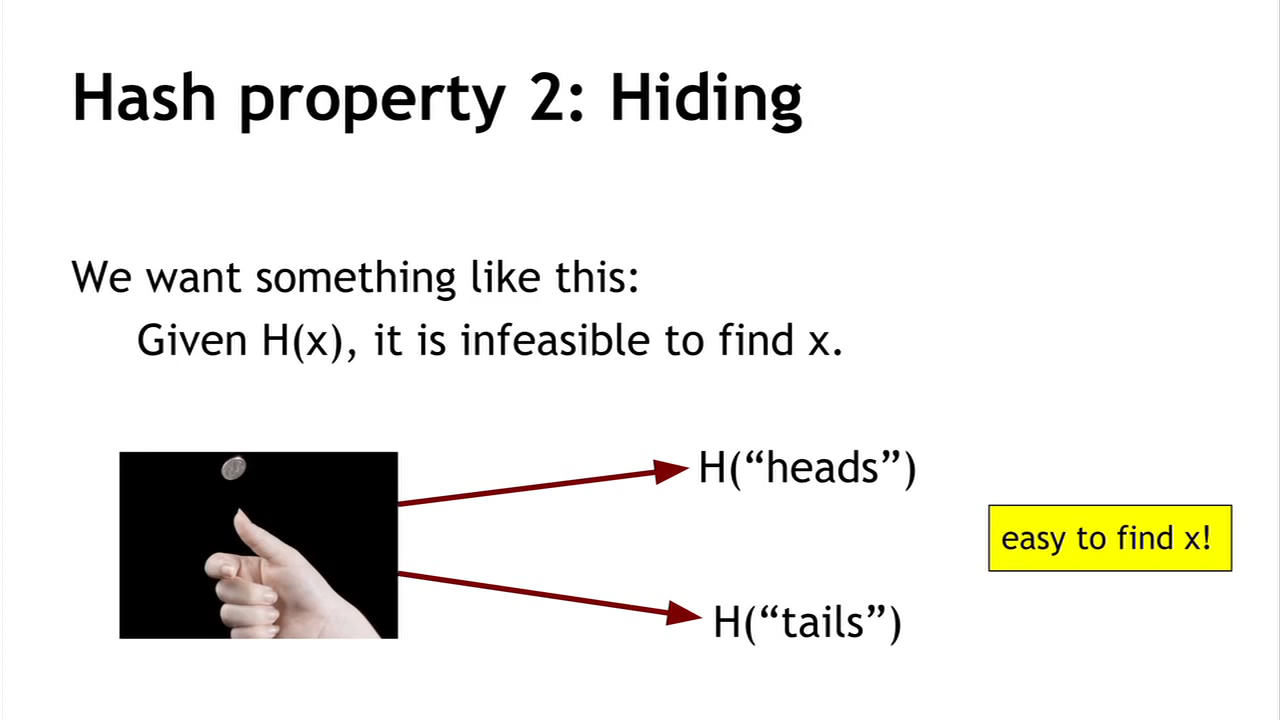 Hash property 2: Hiding
We want something like this:
Given H(x), it is infeasible to find x.
H(“heads”)
easy to find x!
H(“tails”)